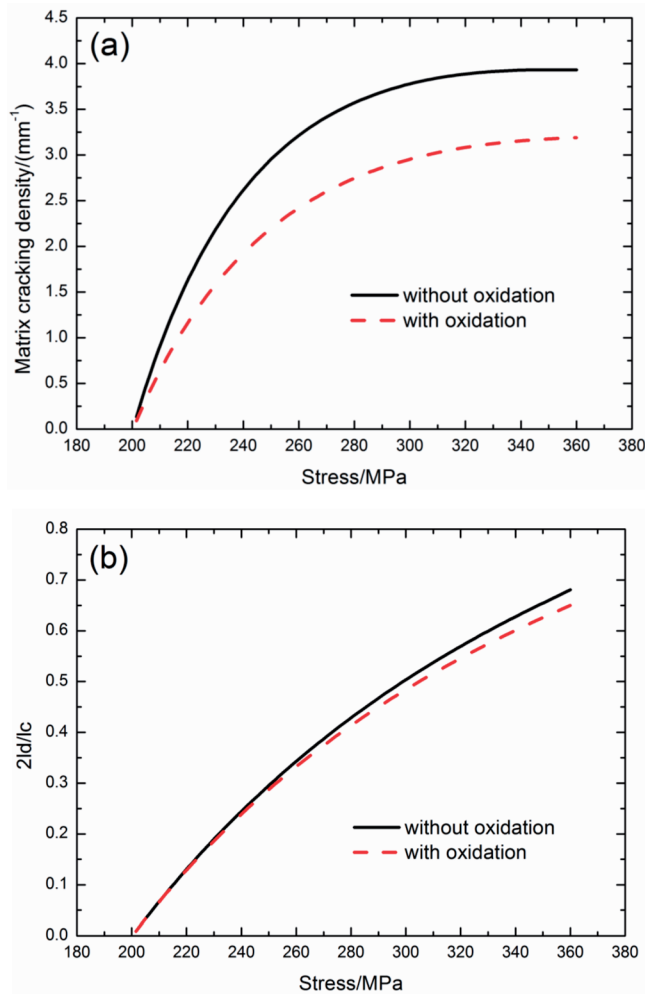 (a)
Matrix cracking density/(mm⁻¹)
4.5
4.0
3.5
3.0
2.5
2.0
1.5
1.0
0.5
0.0
without oxidation
with oxidation
180 200 220 240 260 280 300 320 340 360 380
Stress/MPa
(b)
2ld/lc
0.8
0.7
0.6
0.5
0.4
0.3
0.2
0.1
0.0
without oxidation
with oxidation
180 200 220 240 260 280 300 320 340 360 380
Stress/MPa